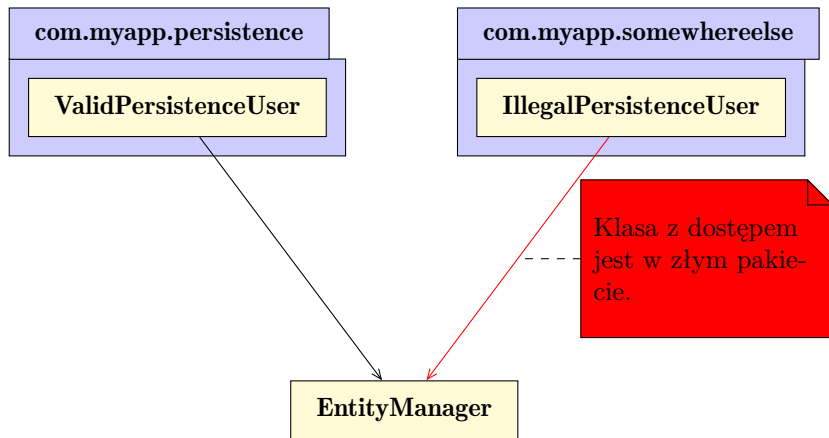 com.myapp.persistence
com.myapp.somewhereelse
ValidPersistenceUser
IllegalPersistenceUser
Klasa z dostępem
jest w złym pakie-
cie.
EntityManager